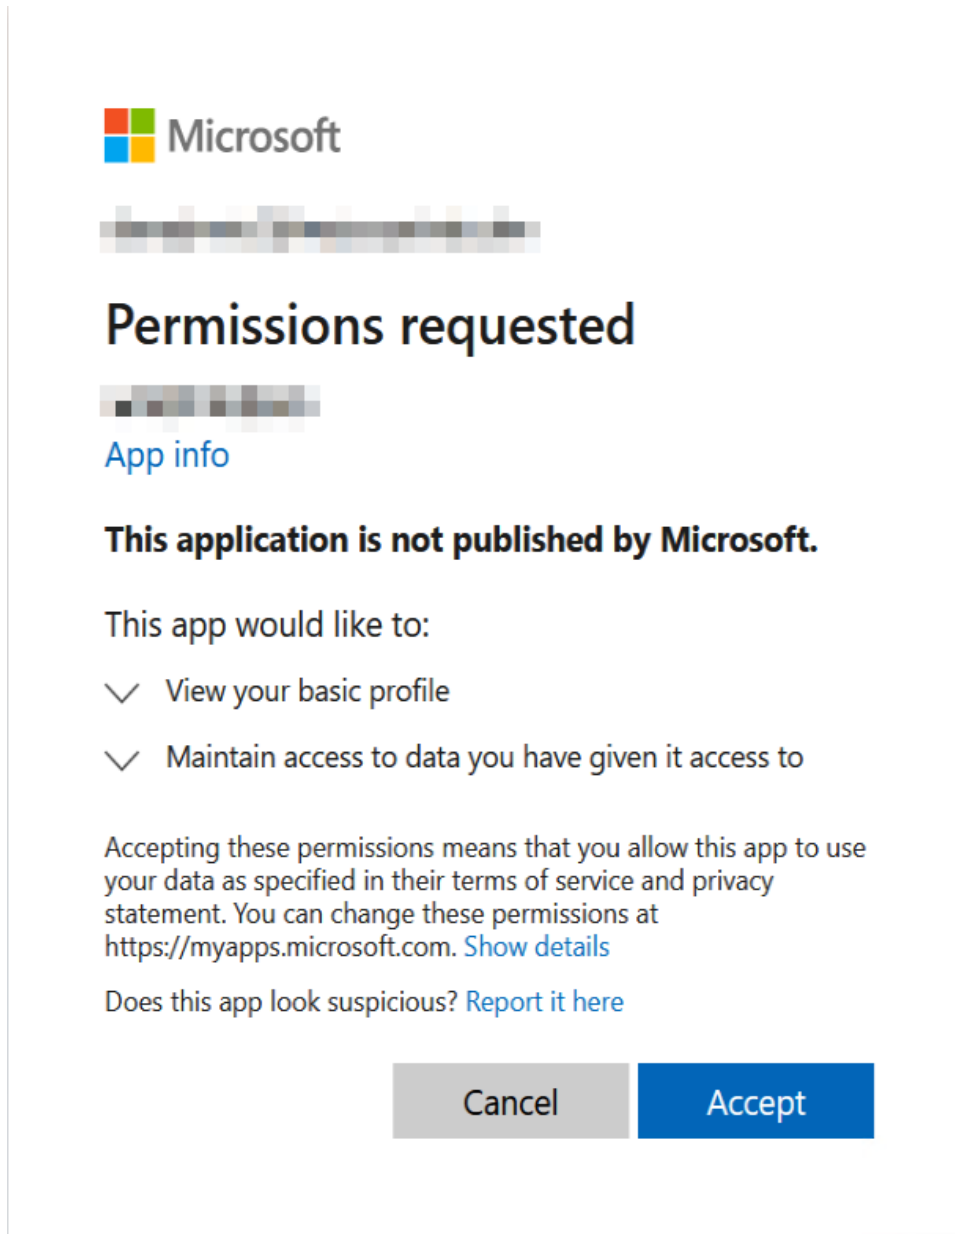 Microsoft
Permissions requested
App info
This application is not published by Microsoft.
This app would like to:
View your basic profile
Maintain access to data you have given it access to
Accepting these permissions means that you allow this app to use
your data as specified in their terms of service and privacy
statement. You can change these permissions at
https://myapps.microsoft.com. Show details
Does this app look suspicious? Report it here
Cancel Accept